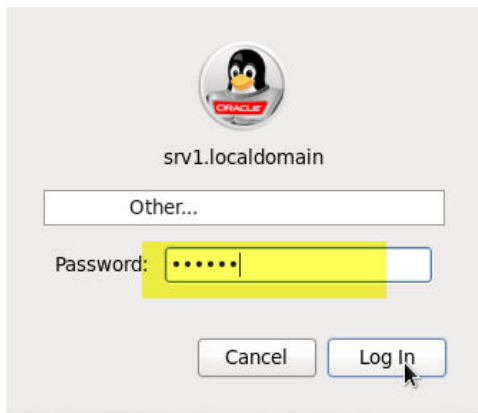 ORACLE
srv1.localdomain
Other...
Password: ••••••
Cancel Log In